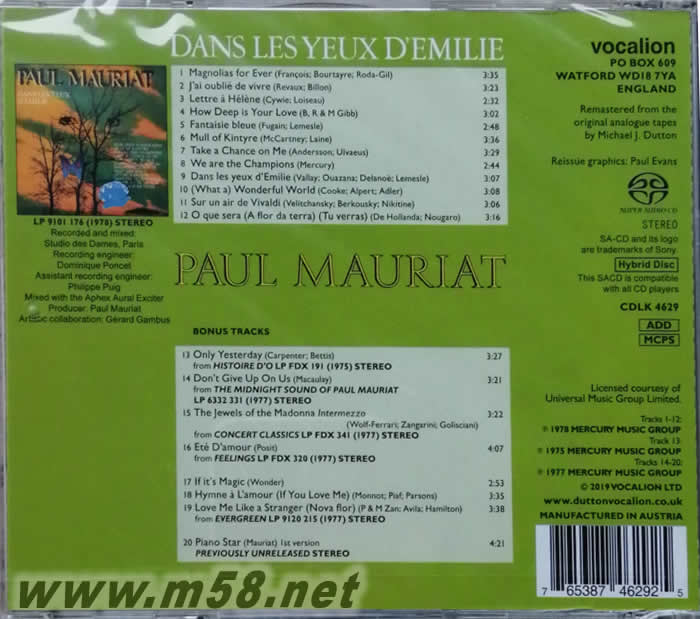 DANS LES YEUX D'EMILIE
PAUL MAURIAT
DANS LES YEUX
D'EMILIE
LP 9101 176 (1978) STEREO
Recorded and mixed:
Studio des Dames, Paris
Recording engineer:
Dominique Poncet
Assistant recording engineer:
Philippe Puig
Mixed with the Aphex Aural Exciter
Producer: Paul Mauriat
Artistic collaboration: Gérard Gambus
1 Magnolias for Ever (François; Bourtayre; Roda-Gil) 3:35
2 J'ai oublié de vivre (Revaux; Billon) 3:23
3 Lettre à Hélène (Cywie; Loiseau) 2:32
4 How Deep is Your Love (B, R & M Gibb) 3:02
5 Fantaisie bleue (Fugain; Lemesle) 2:48
6 Mull of Kintyre (McCartney; Laine) 3:36
7 Take a Chance on Me (Andersson; Ulvaeus) 3:29
8 We are the Champions (Mercury) 2:44
9 Dans les yeux d'Emilie (Vallay; Ouazana; Delanoë; Lemesle) 3:08
10 (What a) Wonderful World (Cooke; Alpert; Adler) 3:08
11 Sur un air de Vivaldi (Velitchansky; Berkousky; Nikitine) 3:06
12 O que sera (A flor da terra) (Tu verras) (De Hollanda; Nougaro) 3:16
PAUL MAURIAT
BONUS TRACKS
13 Only Yesterday (Carpenter; Bettis) 3:27
from HISTOIRE D'O LP FDX 191 (1975) STEREO
14 Don't Give Up On Us (Macaulay) 3:21
from THE MIDNIGHT SOUND OF PAUL MAURIAT
LP 6332 331 (1977) STEREO
15 The Jewels of the Madonna Intermezzo 3:22
(Wolf-Ferrari; Zangarini; Golisciani)
from CONCERT CLASSICS LP FDX 341 (1977) STEREO
16 Eté D'amour (Posit) 4:07
from FEELINGS LP FDX 320 (1977) STEREO
17 If it's Magic (Wonder) 2:53
18 Hymne à L'amour (If You Love Me) (Monnot; Piaf; Parsons) 3:35
19 Love Me Like a Stranger (Nova flor) (P & M Zan; Avila; Hamilton) 3:38
from EVERGREEN LP 9120 215 (1977) STEREO
20 Piano Star (Mauriat) 1st version 4:21
PREVIOUSLY UNRELEASED STEREO
vocalion
PO BOX 609
WATFORD WD18 7YA
ENGLAND
Remastered from the
original analogue tapes
by Michael J. Dutton
Reissue graphics: Paul Evans
SUPER AUDIO CD
STEREO
SA-CD and its logo
are trademarks of Sony.
Hybrid Disc
This SACD is compatible
with all CD players
CDLK 4629
ADD
MCPS
Licensed courtesy of
Universal Music Group Limited.
Tracks 1-12:
℗ 1978 MERCURY MUSIC GROUP
Track 13:
℗ 1975 MERCURY MUSIC GROUP
Tracks 14-20:
℗ 1977 MERCURY MUSIC GROUP
© 2019 VOCALION LTD
www.duttonvocalion.co.uk
MANUFACTURED IN AUSTRIA
7 65387 46292 5
www.m58.net